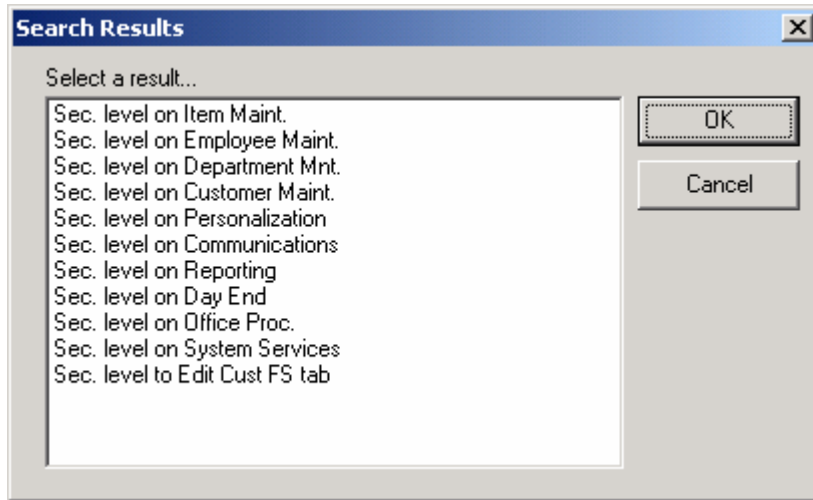 Search Results
Select a result...
Sec. level on Item Maint.
Sec. level on Employee Maint.
Sec. level on Department Mnt.
Sec. level on Customer Maint.
Sec. level on Personalization
Sec. level on Communications
Sec. level on Reporting
Sec. level on Day End
Sec. level on Office Proc.
Sec. level on System Services
Sec. level to Edit Cust FS tab
OK
Cancel